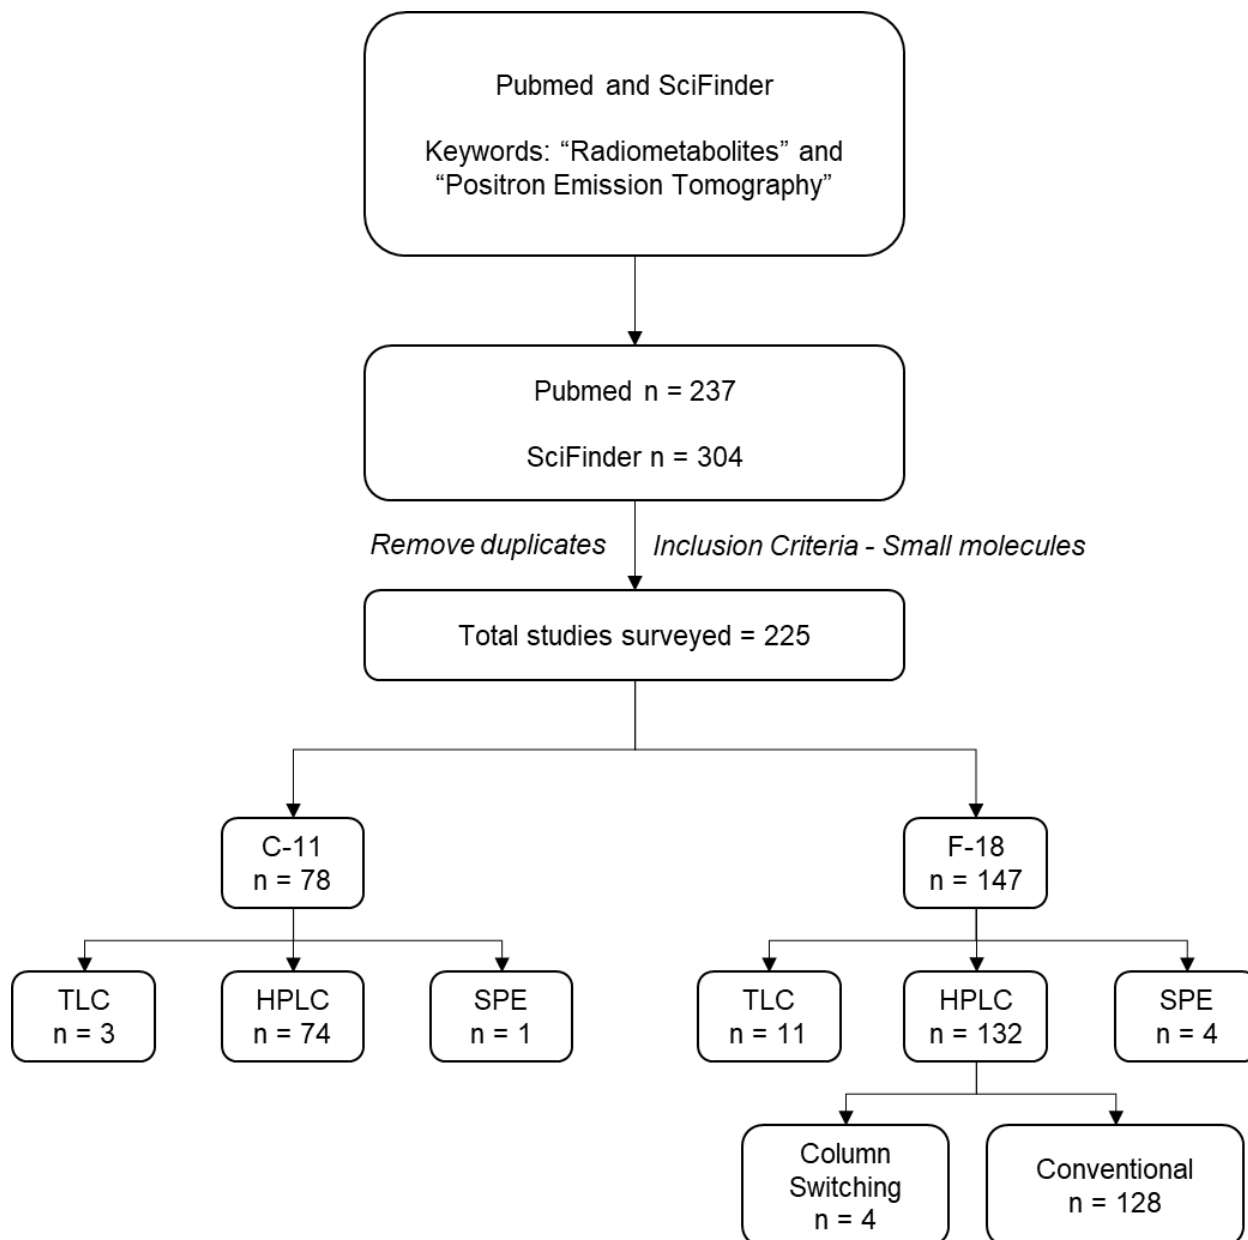 Pubmed and SciFinder
Keywords: “Radiometabolites” and
“Positron Emission Tomography”
Pubmed n = 237
SciFinder n = 304
Remove duplicates
Inclusion Criteria - Small molecules
Total studies surveyed = 225
C-11
n = 78
F-18
n = 147
TLC
n = 3
HPLC
n = 74
SPE
n = 1
TLC
n = 11
HPLC
n = 132
SPE
n = 4
Column
Switching
n = 4
Conventional
n = 128